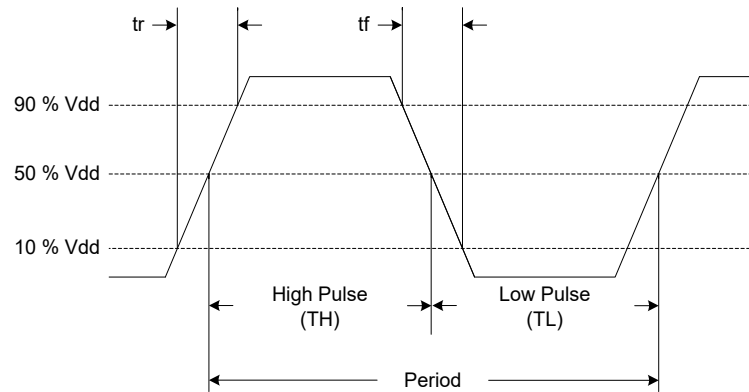 tr
tf
90 % Vdd
50 % Vdd
10 % Vdd
High Pulse
(TH)
Low Pulse
(TL)
Period